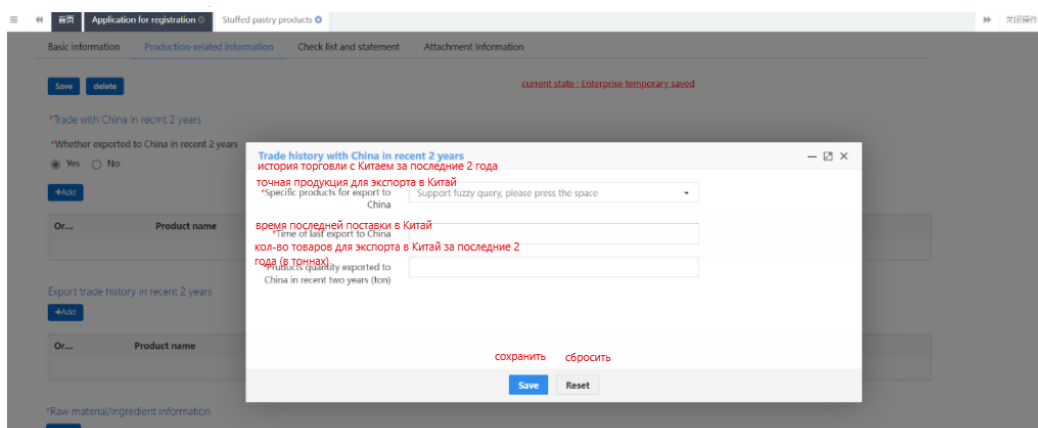 首页 Application for registration Stuffed pastry products 关闭操作
Basic information Production-related information Check list and statement Attachment Information
Save delete current state : Enterprise temporary saved
*Trade with China in recrnt 2 years
*Whether exported to China in recent 2 years
Yes No
+Add
Or... Product name
Export trade history in recent 2 years
+Add
Or... Product name
*Raw material/ingredient information
Trade history with China in recent 2 years
история торговли с Китаем за последние 2 года
точная продукция для экспорта в Китай
*Specific products for export to
China
Support fuzzy query, please press the space
время последней поставки в Китай
*Time of last export to China
кол-во товаров для экспорта в Китай за последние 2
года (в тоннах)
*Products quantity exported to
China in recent two years (ton)
сохранить сбросить
Save Reset